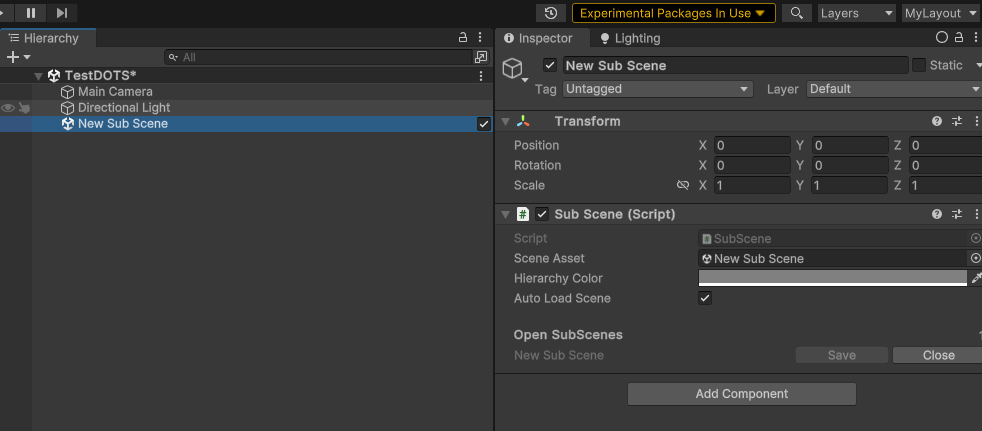 Experimental Packages In Use
Layers
MyLayout
Hierarchy
All
TestDOTS*
Main Camera
Directional Light
New Sub Scene
Inspector
Lighting
New Sub Scene
Static
Tag Untagged Layer Default
Transform
Position X 0 Y 0 Z 0
Rotation X 0 Y 0 Z 0
Scale X 1 Y 1 Z 1
# Sub Scene (Script)
Script # SubScene
Scene Asset New Sub Scene
Hierarchy Color
Auto Load Scene
Open SubScenes
New Sub Scene Save Close
Add Component